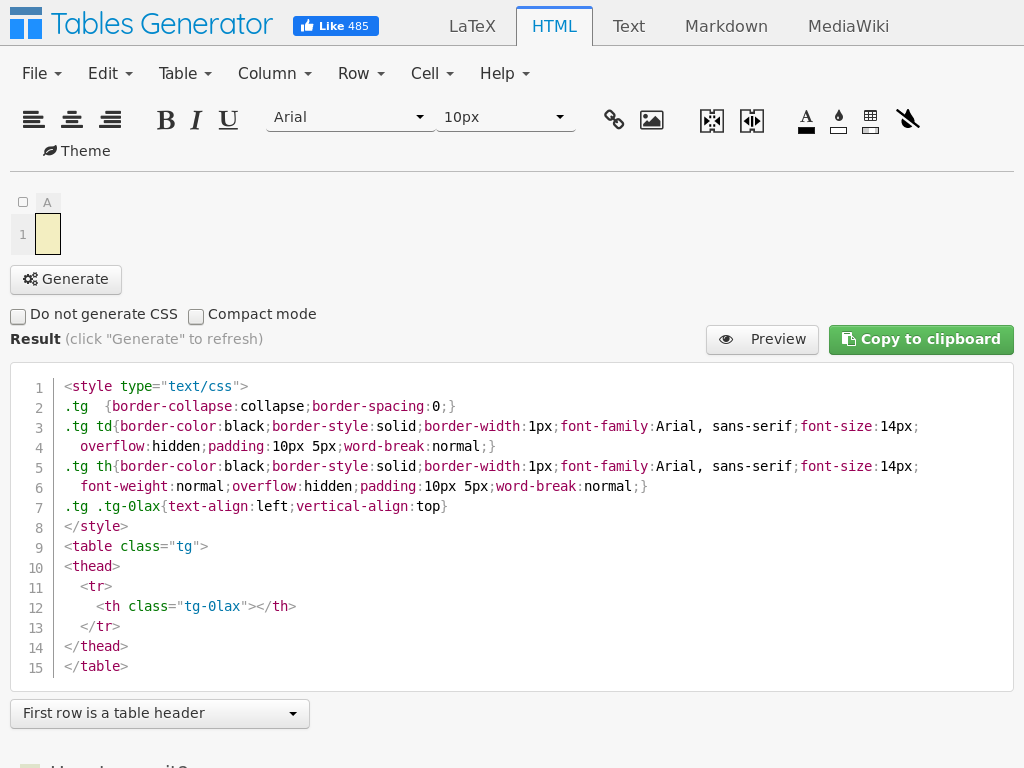 Tables Generator
Like 485
LaTeX HTML Text Markdown MediaWiki
File Edit Table Column Row Cell Help
B I U Arial 10px A
Theme
A
1
Generate
Do not generate CSS Compact mode
Result (click "Generate" to refresh) Preview Copy to clipboard
1 <style type="text/css">
2 .tg  {border-collapse:collapse;border-spacing:0;}
3 .tg td{border-color:black;border-style:solid;border-width:1px;font-family:Arial, sans-serif;font-size:14px;
4   overflow:hidden;padding:10px 5px;word-break:normal;}
5 .tg th{border-color:black;border-style:solid;border-width:1px;font-family:Arial, sans-serif;font-size:14px;
6   font-weight:normal;overflow:hidden;padding:10px 5px;word-break:normal;}
7 .tg .tg-0lax{text-align:left;vertical-align:top}
8 </style>
9 <table class="tg">
10 <thead>
11   <tr>
12     <th class="tg-0lax"></th>
13   </tr>
14 </thead>
15 </table>
First row is a table header